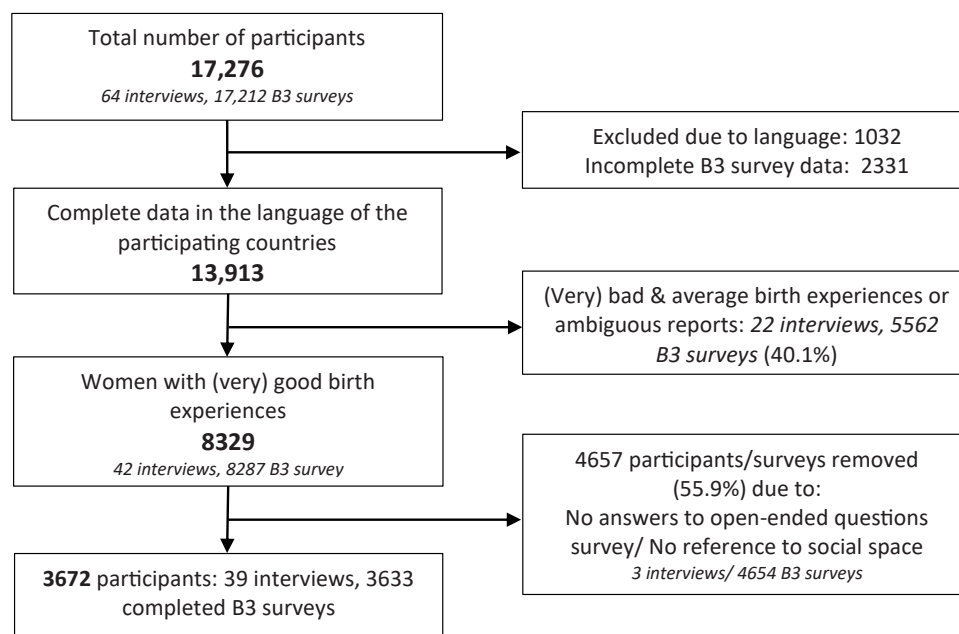 Total number of participants
17,276
64 interviews, 17,212 B3 surveys
Excluded due to language: 1032
Incomplete B3 survey data:  2331
Complete data in the language of the
participating countries
13,913
(Very) bad & average birth experiences or
ambiguous reports: 22 interviews, 5562
B3 surveys (40.1%)
Women with (very) good birth
experiences
8329
42 interviews, 8287 B3 survey
4657 participants/surveys removed
(55.9%) due to:
No answers to open-ended questions
survey/ No reference to social space
3 interviews/ 4654 B3 surveys
3672 participants: 39 interviews, 3633
completed B3 surveys